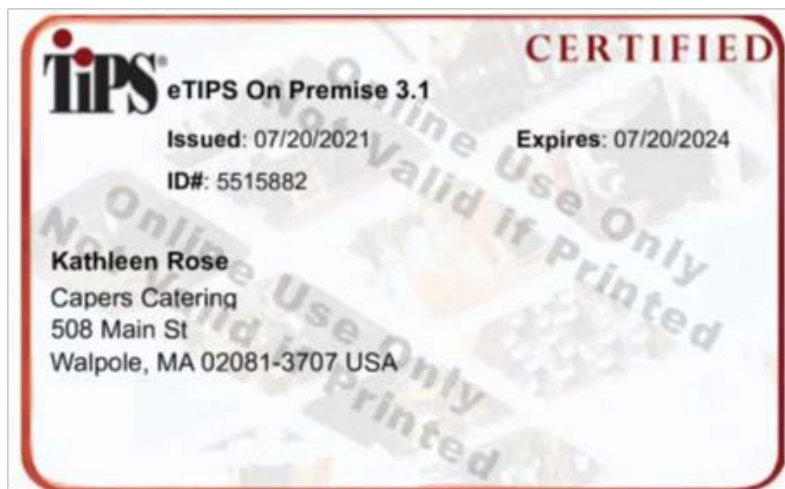 CERTIFIED
TiPS® eTIPS On Premise 3.1
Issued: 07/20/2021 Expires: 07/20/2024
ID#: 5515882
Kathleen Rose
Capers Catering
508 Main St
Walpole, MA 02081-3707 USA
Online Use Only
Not Valid if Printed
Online Use Only
Not Valid if Printed